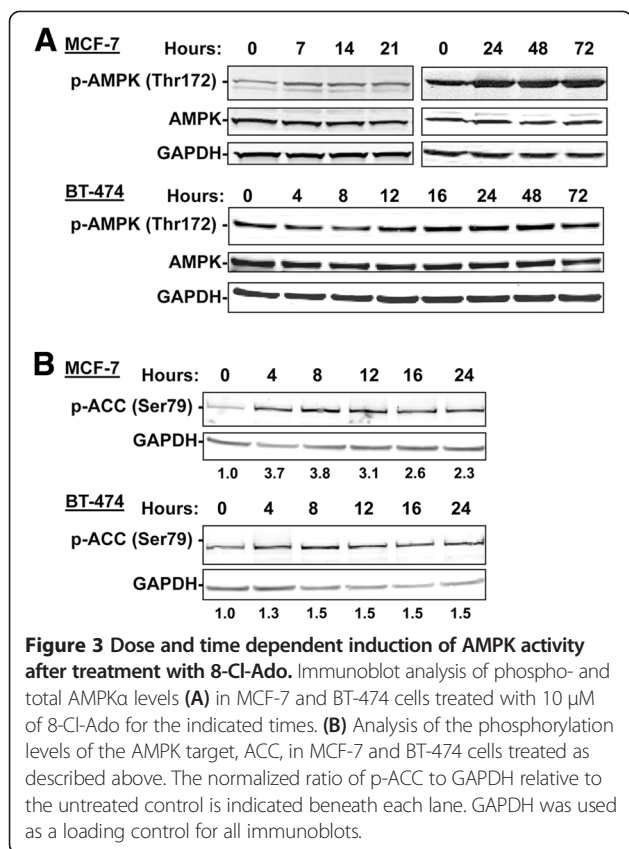 A MCF-7 Hours: 0 7 14 21 0 24 48 72
p-AMPK (Thr172)
AMPK-
GAPDH-
BT-474 Hours: 0 4 8 12 16 24 48 72
p-AMPK (Thr172)
AMPK-
GAPDH-
B MCF-7 Hours: 0 4 8 12 16 24
p-ACC (Ser79) -
GAPDH-
1.0 3.7 3.8 3.1 2.6 2.3
BT-474 Hours: 0 4 8 12 16 24
p-ACC (Ser79) -
GAPDH-
1.0 1.3 1.5 1.5 1.5 1.5
Figure 3 Dose and time dependent induction of AMPK activity
after treatment with 8-Cl-Ado. Immunoblot analysis of phospho- and
total AMPKα levels (A) in MCF-7 and BT-474 cells treated with 10 μM
of 8-Cl-Ado for the indicated times. (B) Analysis of the phosphorylation
levels of the AMPK target, ACC, in MCF-7 and BT-474 cells treated as
described above. The normalized ratio of p-ACC to GAPDH relative to
the untreated control is indicated beneath each lane. GAPDH was used
as a loading control for all immunoblots.